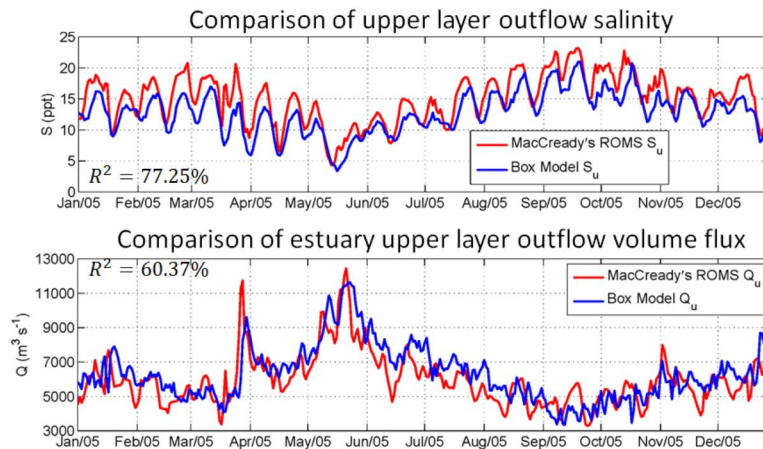 Comparison of upper layer outflow salinity
25
20
15
10
5
0
S (ppt)
R² = 77.25%
MacCready's ROMS S_u
Box Model S_u
Jan/05 Feb/05 Mar/05 Apr/05 May/05 Jun/05 Jul/05 Aug/05 Sep/05 Oct/05 Nov/05 Dec/05
Comparison of estuary upper layer outflow volume flux
13000
11000
9000
7000
5000
3000
Q (m³ s⁻¹)
R² = 60.37%
MacCready's ROMS Q_u
Box Model Q_u
Jan/05 Feb/05 Mar/05 Apr/05 May/05 Jun/05 Jul/05 Aug/05 Sep/05 Oct/05 Nov/05 Dec/05